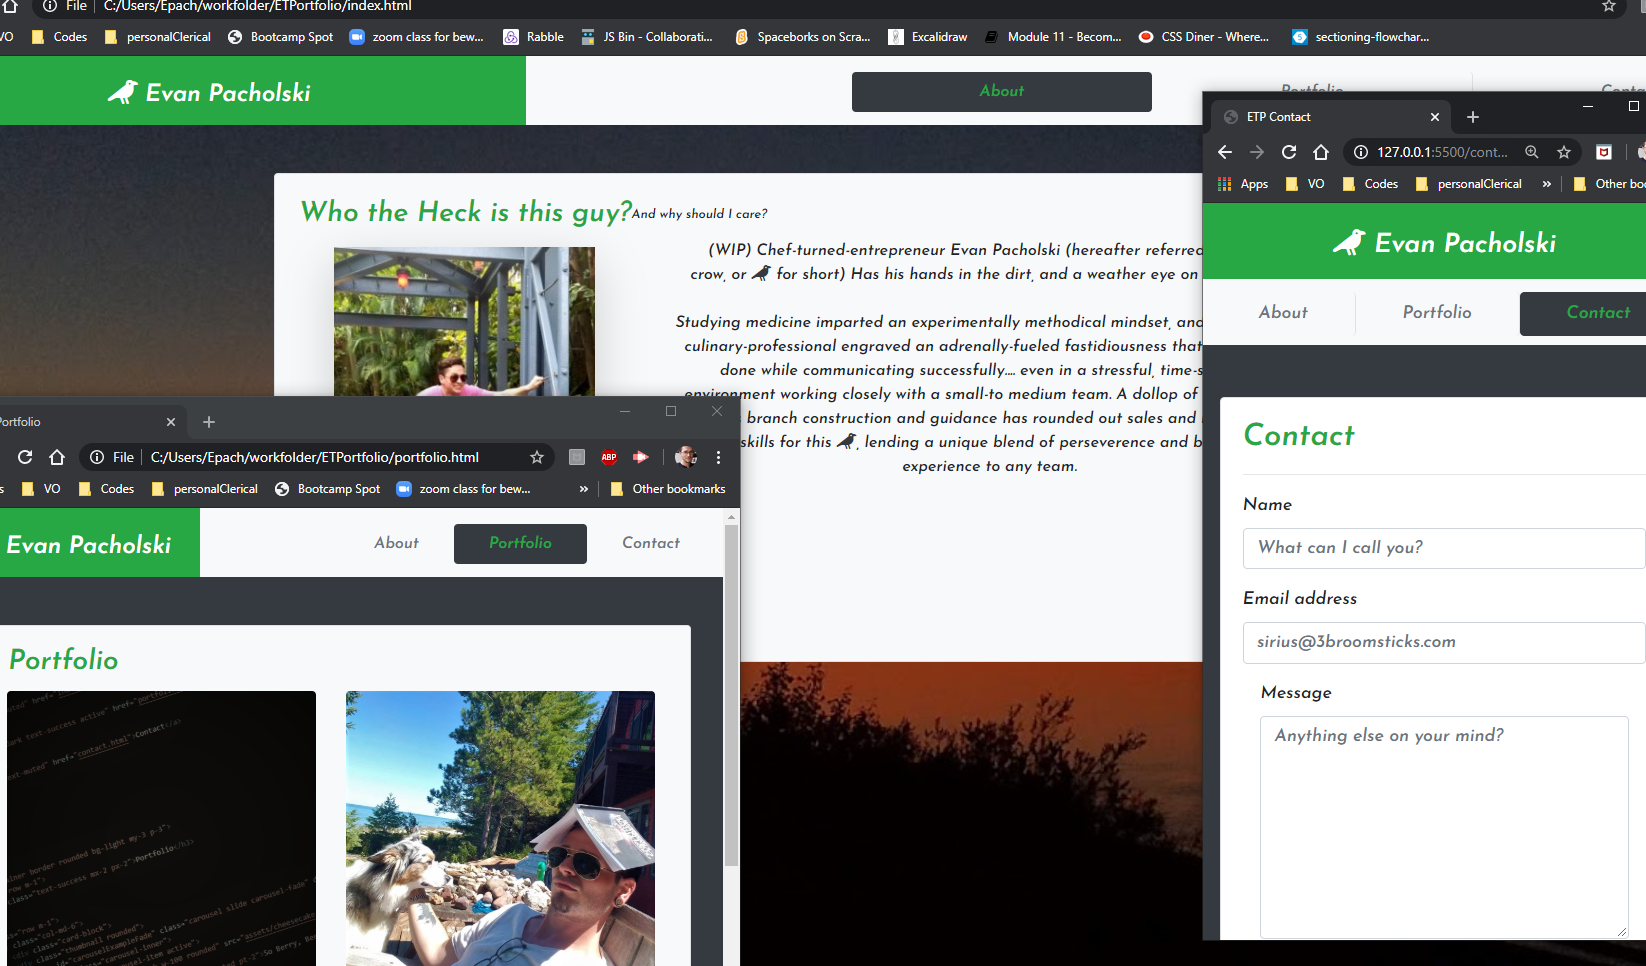 File C:/Users/Epach/workfolder/ETPortfolio/index.html
VO Codes personalClerical Bootcamp Spot zoom class for bew... Rabble JS Bin - Collaborati... Spaceborks on Scra... Excalidraw Module 11 - Becom... CSS Diner - Where... sectioning-flowchar...
Evan Pacholski
About Portfolio Conta
Who the Heck is this guy? And why should I care?
(WIP) Chef-turned-entrepreneur Evan Pacholski (hereafter referred
crow, or for short) Has his hands in the dirt, and a weather eye on
Studying medicine imparted an experimentally methodical mindset, and
culinary-professional engraved an adrenally-fueled fastidiousness that
done while communicating successfully.... even in a stressful, time-s
environment working closely with a small-to medium team. A dollop of
branch construction and guidance has rounded out sales and
skills for this , lending a unique blend of perseverence and b
experience to any team.
ETP Contact
127.0.0.1:5500/cont...
Apps VO Codes personalClerical » Other boo
Evan Pacholski
About Portfolio Contact
Contact
Name
What can I call you?
Email address
sirius@3broomsticks.com
Message
Anything else on your mind?
Portfolio
File C:/Users/Epach/workfolder/ETPortfolio/portfolio.html
ABP
s VO Codes personalClerical Bootcamp Spot zoom class for bew... » Other bookmarks
Evan Pacholski
About Portfolio Contact
Portfolio
href="contact.html">Contact</a>